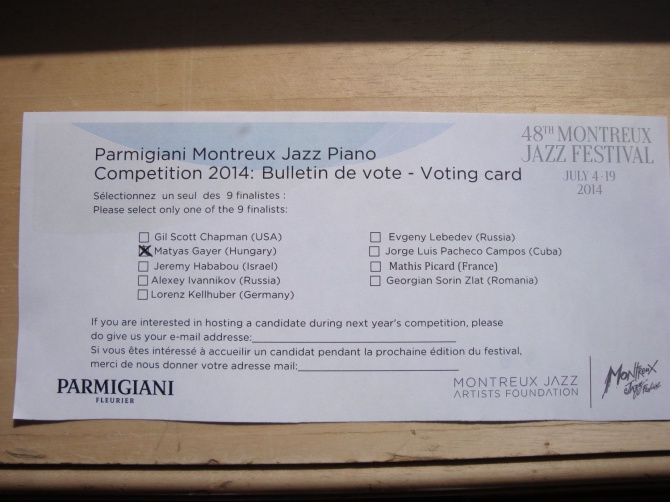 48TH MONTREUX
JAZZ FESTIVAL
JULY 4-19
2014
Parmigiani Montreux Jazz Piano
Competition 2014: Bulletin de vote - Voting card
Sélectionnez un seul des 9 finalistes :
Please select only one of the 9 finalists:
Gil Scott Chapman (USA)
Matyas Gayer (Hungary)
Jeremy Hababou (Israel)
Alexey Ivannikov (Russia)
Lorenz Kellhuber (Germany)
Evgeny Lebedev (Russia)
Jorge Luis Pacheco Campos (Cuba)
Mathis Picard (France)
Georgian Sorin Zlat (Romania)
If you are interested in hosting a candidate during next year's competition, please
do give us your e-mail addresse:
Si vous êtes intéressé à accueilir un candidat pendant la prochaine édition du festival,
merci de nous donner votre adresse mail:
PARMIGIANI
FLEURIER
MONTREUX JAZZ
ARTISTS FOUNDATION
Montreux
Jazz Festival